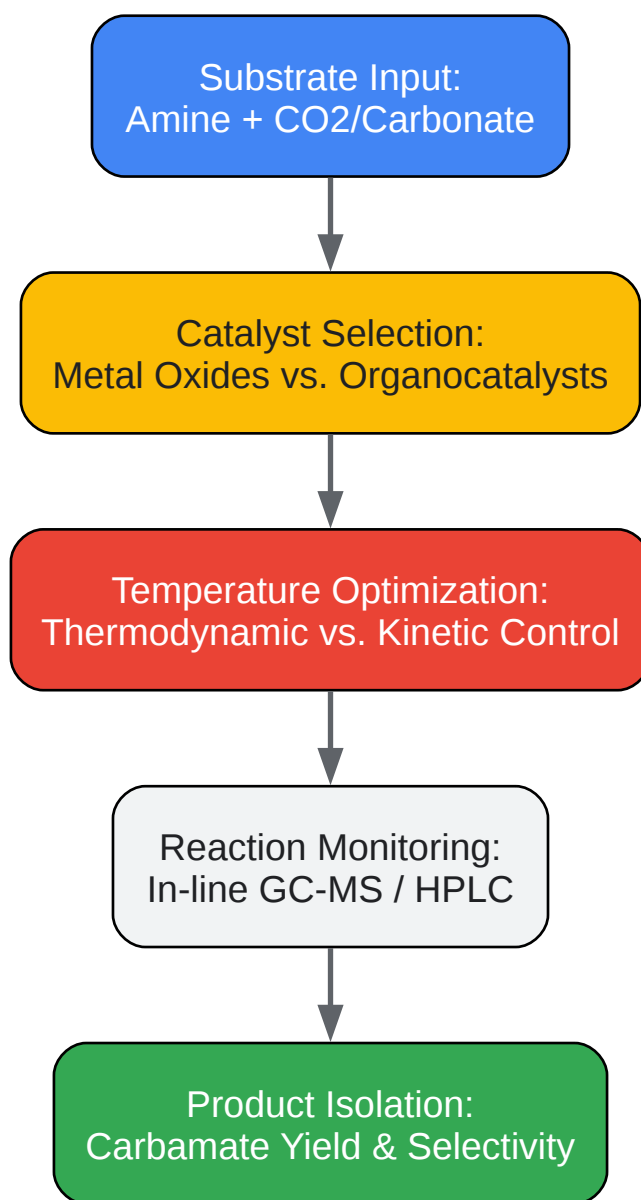 Substrate Input:
Amine + CO2/Carbonate
Catalyst Selection:
Metal Oxides vs. Organocatalysts
Temperature Optimization:
Thermodynamic vs. Kinetic Control
Reaction Monitoring:
In-line GC-MS / HPLC
Product Isolation:
Carbamate Yield & Selectivity